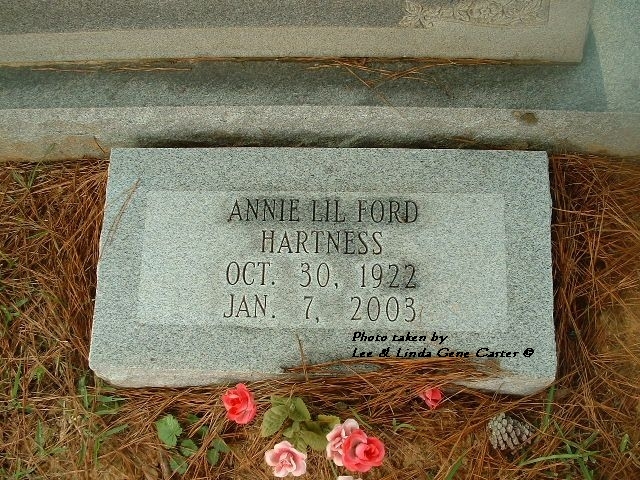 ANNIE LIL FORD
HARTNESS
OCT. 30, 1922
JAN. 7, 2003
Photo taken by
Lee & Linda Gene Carter ©